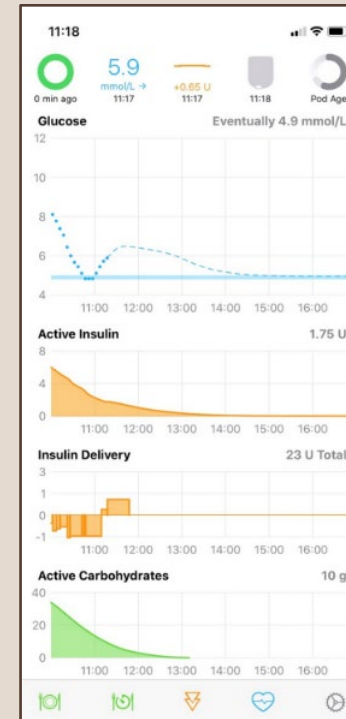 11:18
5.9
mmol/L →
+0.65 U
0 min ago 11:17 11:17 11:18 Pod Age
Glucose Eventually 4.9 mmol/L
12
10
8
6
4
11:00 12:00 13:00 14:00 15:00 16:00
Active Insulin 1.75 U
8
4
0
11:00 12:00 13:00 14:00 15:00 16:00
Insulin Delivery 23 U Total
3
1
0
-1
11:00 12:00 13:00 14:00 15:00 16:00
Active Carbohydrates 10 g
40
20
0
11:00 12:00 13:00 14:00 15:00 16:00